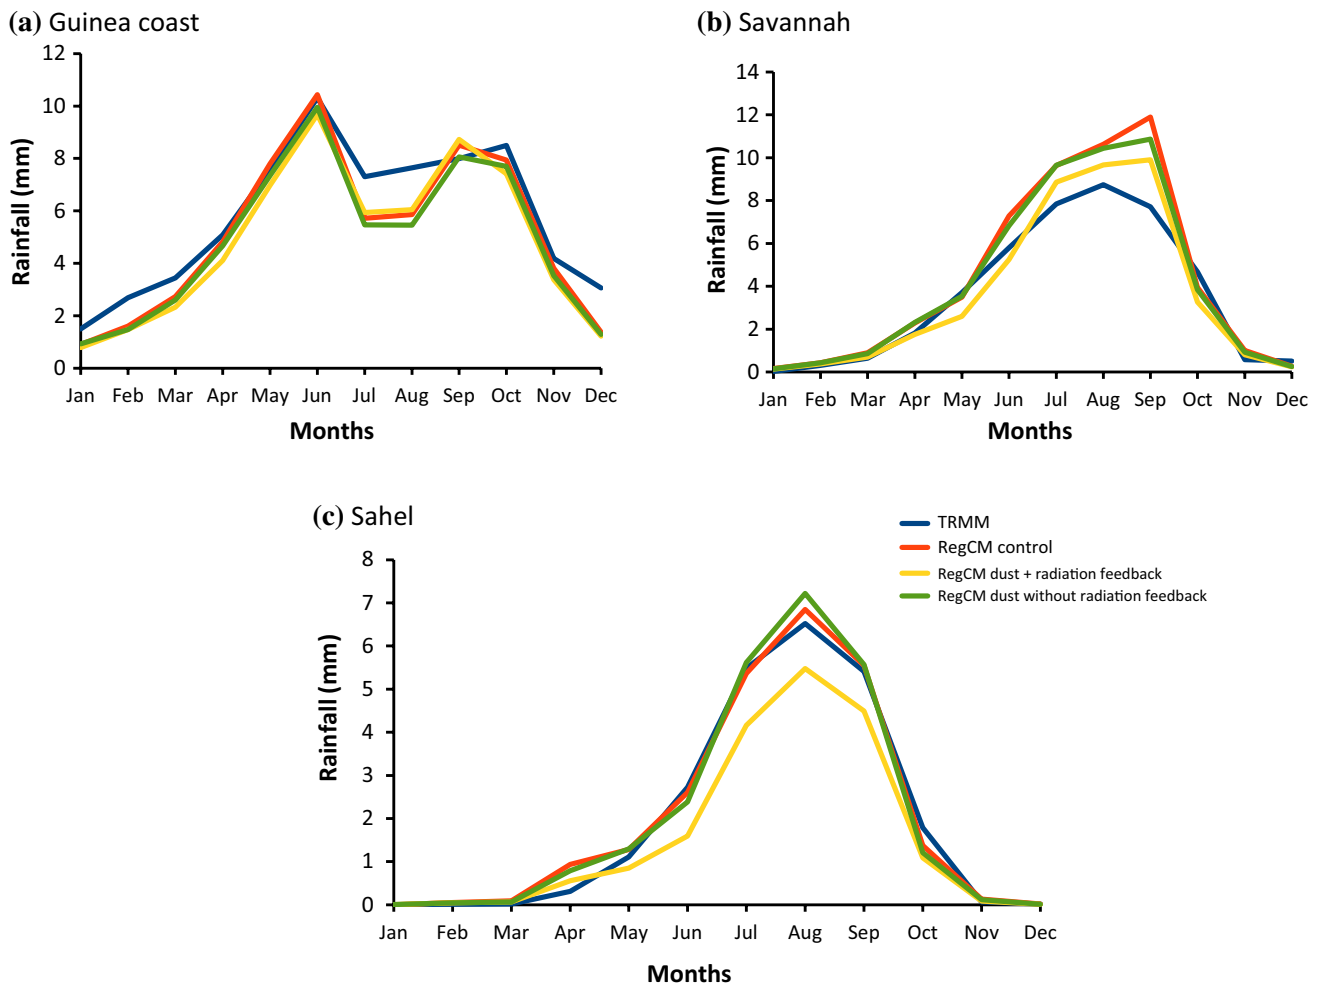 (a) Guinea coast
12
10
8
6
4
2
0
Rainfall (mm)
Jan Feb Mar Apr May Jun Jul Aug Sep Oct Nov Dec
Months
(b) Savannah
14
12
10
8
6
4
2
0
Rainfall (mm)
Jan Feb Mar Apr May Jun Jul Aug Sep Oct Nov Dec
Months
(c) Sahel
8
7
6
5
4
3
2
1
0
Rainfall (mm)
Jan Feb Mar Apr May Jun Jul Aug Sep Oct Nov Dec
Months
TRMM
RegCM control
RegCM dust + radiation feedback
RegCM dust without radiation feedback